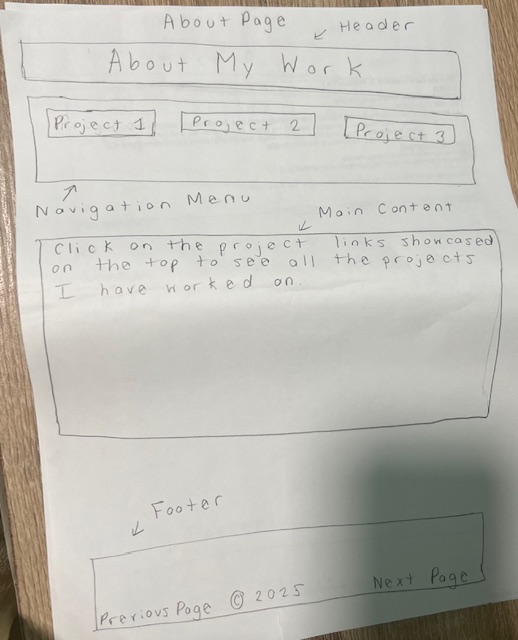 About Page
Header
About My Work
Project 1 Project 2 Project 3
Navigation Menu
Main Content
Click on the project links showcased
on the top to see all the projects
I have worked on.
Footer
Previous Page © 2025 Next Page